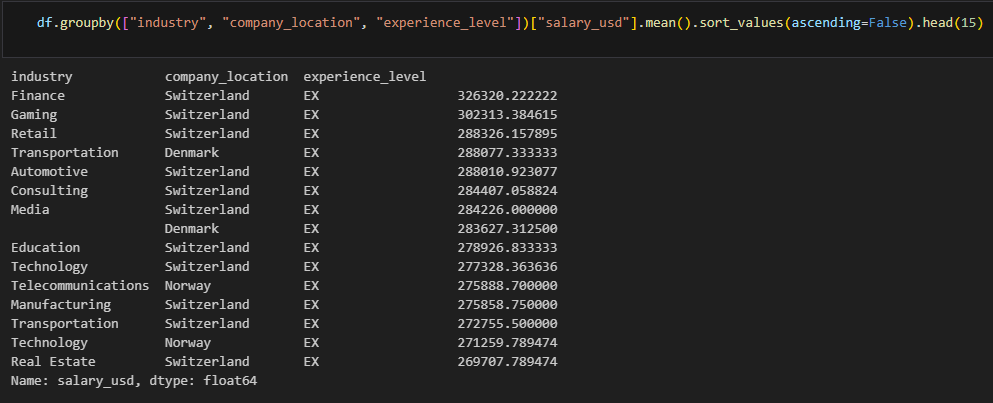 df.groupby(["industry", "company_location", "experience_level"])["salary_usd"].mean().sort_values(ascending=False).head(15)
industry            company_location  experience_level
Finance             Switzerland       EX                  326320.222222
Gaming              Switzerland       EX                  302313.384615
Retail              Switzerland       EX                  288326.157895
Transportation      Denmark           EX                  288077.333333
Automotive          Switzerland       EX                  288010.923077
Consulting          Switzerland       EX                  284407.058824
Media               Switzerland       EX                  284226.000000
                    Denmark           EX                  283627.312500
Education           Switzerland       EX                  278926.833333
Technology          Switzerland       EX                  277328.363636
Telecommunications  Norway            EX                  275888.700000
Manufacturing       Switzerland       EX                  275858.750000
Transportation      Switzerland       EX                  272755.500000
Technology          Norway            EX                  271259.789474
Real Estate         Switzerland       EX                  269707.789474
Name: salary_usd, dtype: float64